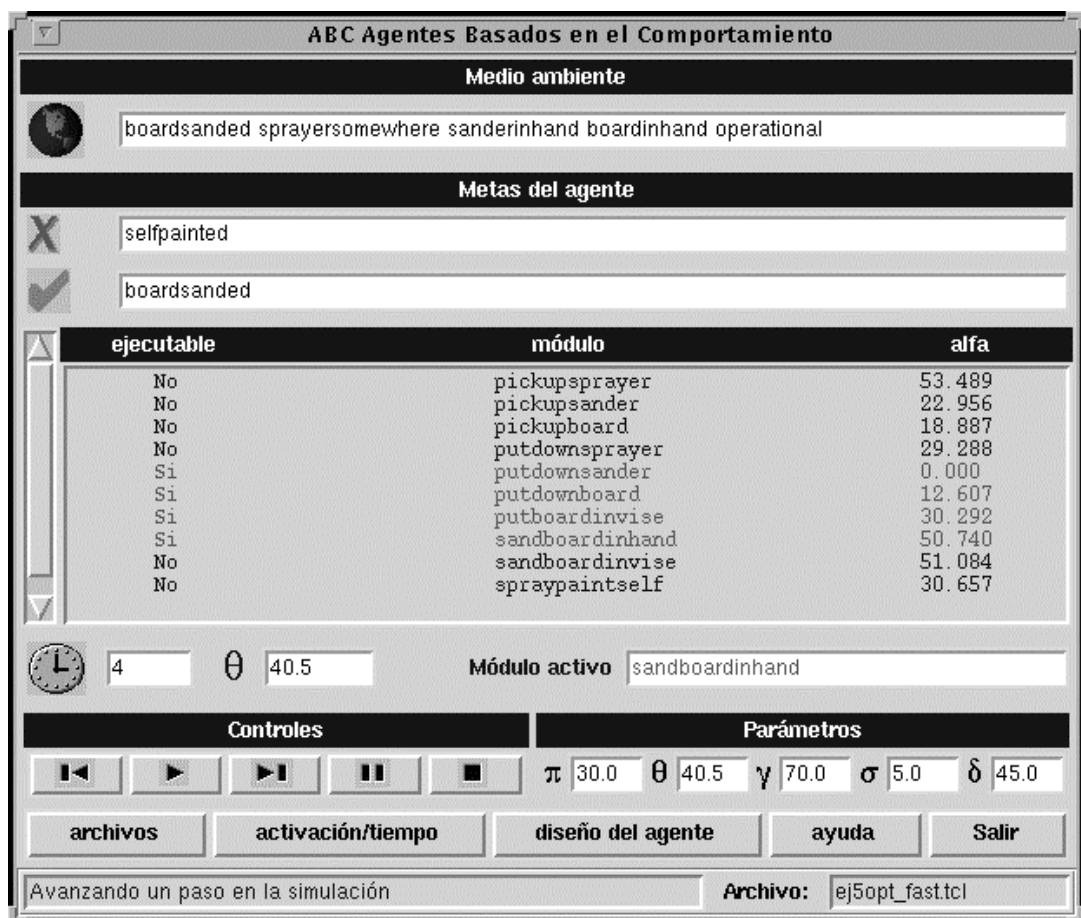 ABC Agentes Basados en el Comportamiento
Medio ambiente
boardsanded sprayersomewhere sanderinhand boardinhand operational
Metas del agente
selfpainted
boardsanded
ejecutable módulo alfa
No pickupsprayer 53.489
No pickupsander 22.956
No pickupboard 18.887
No putdownsprayer 29.288
Si putdownsander 0.000
Si putdownboard 12.607
Si putboardinvise 30.292
Si sandboardinhand 50.740
No sandboardinvise 51.084
No spraypaintself 30.657
4 θ 40.5 Módulo activo sandboardinhand
Controles Parámetros
π 30.0 θ 40.5 γ 70.0 σ 5.0 δ 45.0
archivos activación/tiempo diseño del agente ayuda Salir
Avanzando un paso en la simulación Archivo: ej5opt_fast.tcl